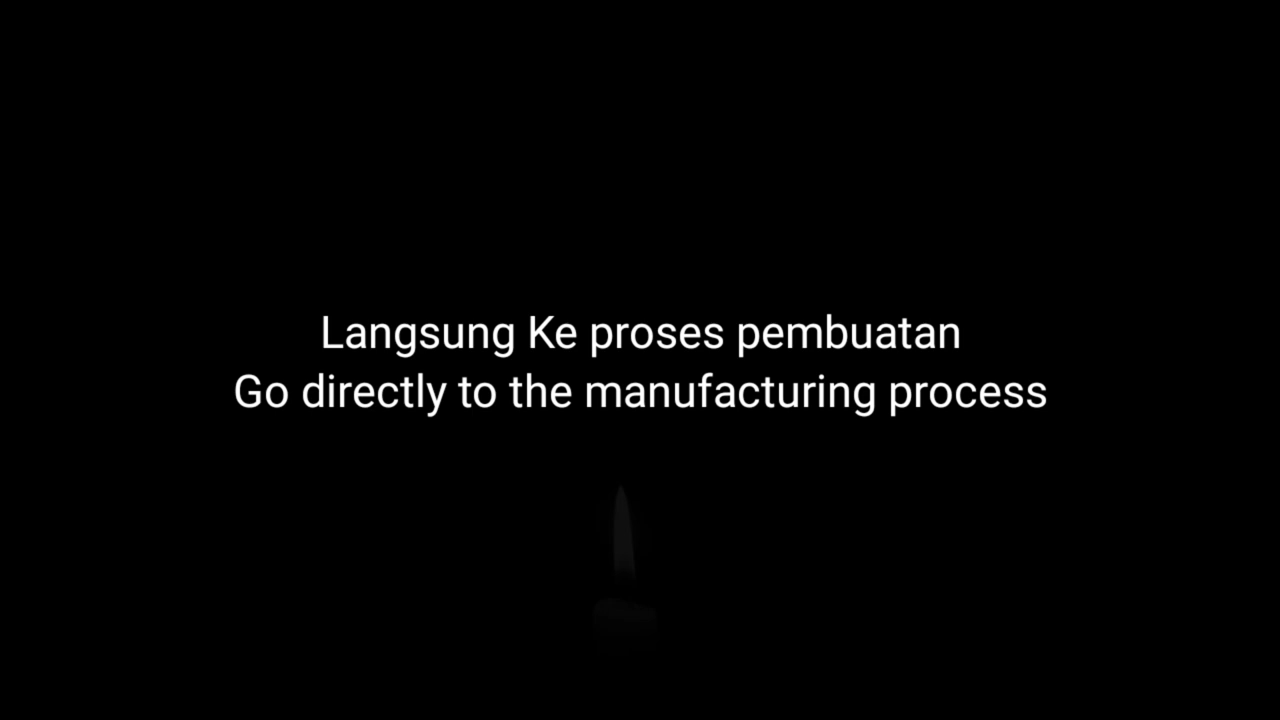 Langsung Ke proses pembuatan
Go directly to the manufacturing process